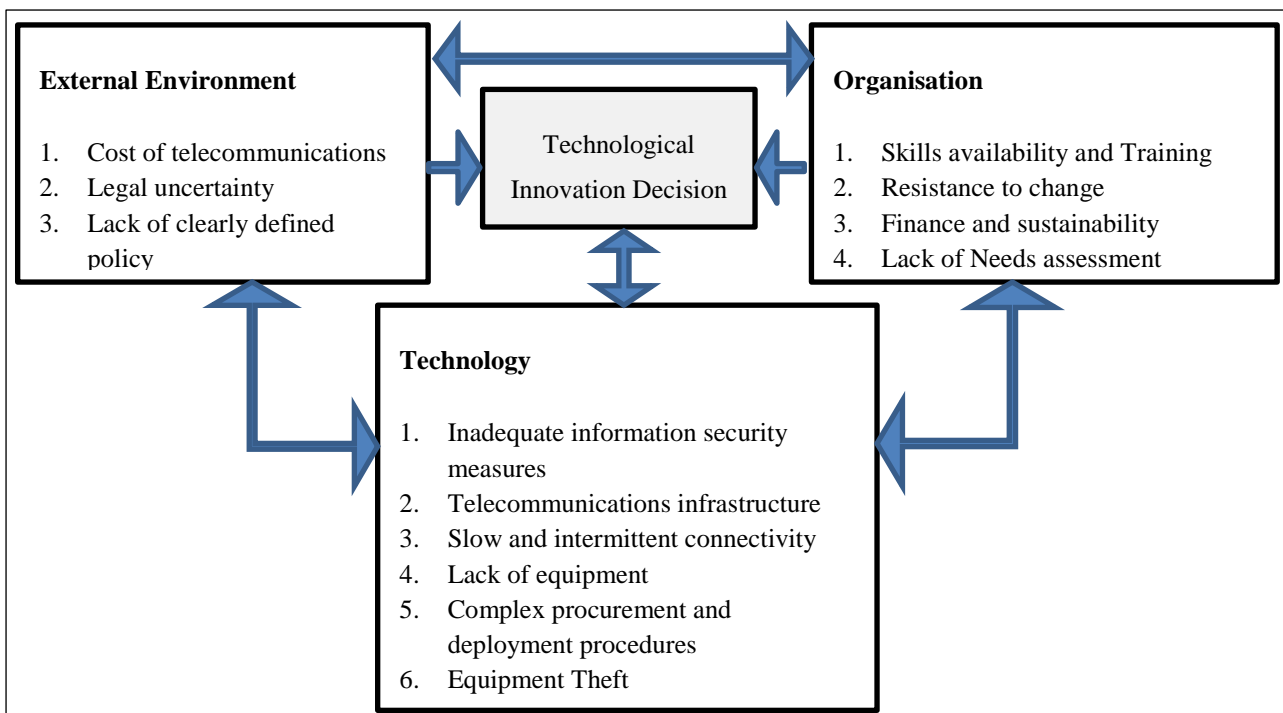 External Environment
1. Cost of telecommunications
2. Legal uncertainty
3. Lack of clearly defined
policy
Technological
Innovation Decision
Organisation
1. Skills availability and Training
2. Resistance to change
3. Finance and sustainability
4. Lack of Needs assessment
Technology
1. Inadequate information security
measures
2. Telecommunications infrastructure
3. Slow and intermittent connectivity
4. Lack of equipment
5. Complex procurement and
deployment procedures
6. Equipment Theft